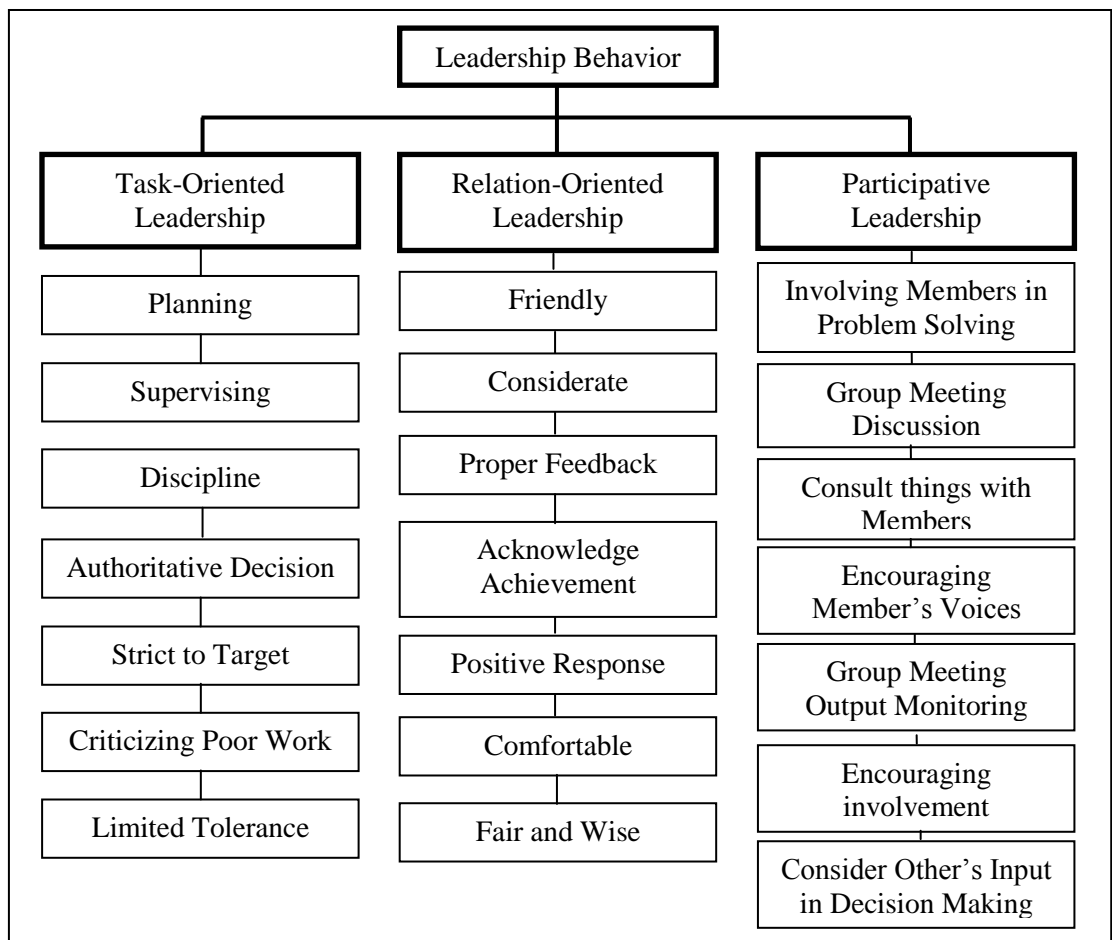 Leadership Behavior
Task-Oriented
Leadership
Planning
Supervising
Discipline
Authoritative Decision
Strict to Target
Criticizing Poor Work
Limited Tolerance
Relation-Oriented
Leadership
Friendly
Considerate
Proper Feedback
Acknowledge
Achievement
Positive Response
Comfortable
Fair and Wise
Participative
Leadership
Involving Members in
Problem Solving
Group Meeting
Discussion
Consult things with
Members
Encouraging
Member’s Voices
Group Meeting
Output Monitoring
Encouraging
involvement
Consider Other’s Input
in Decision Making